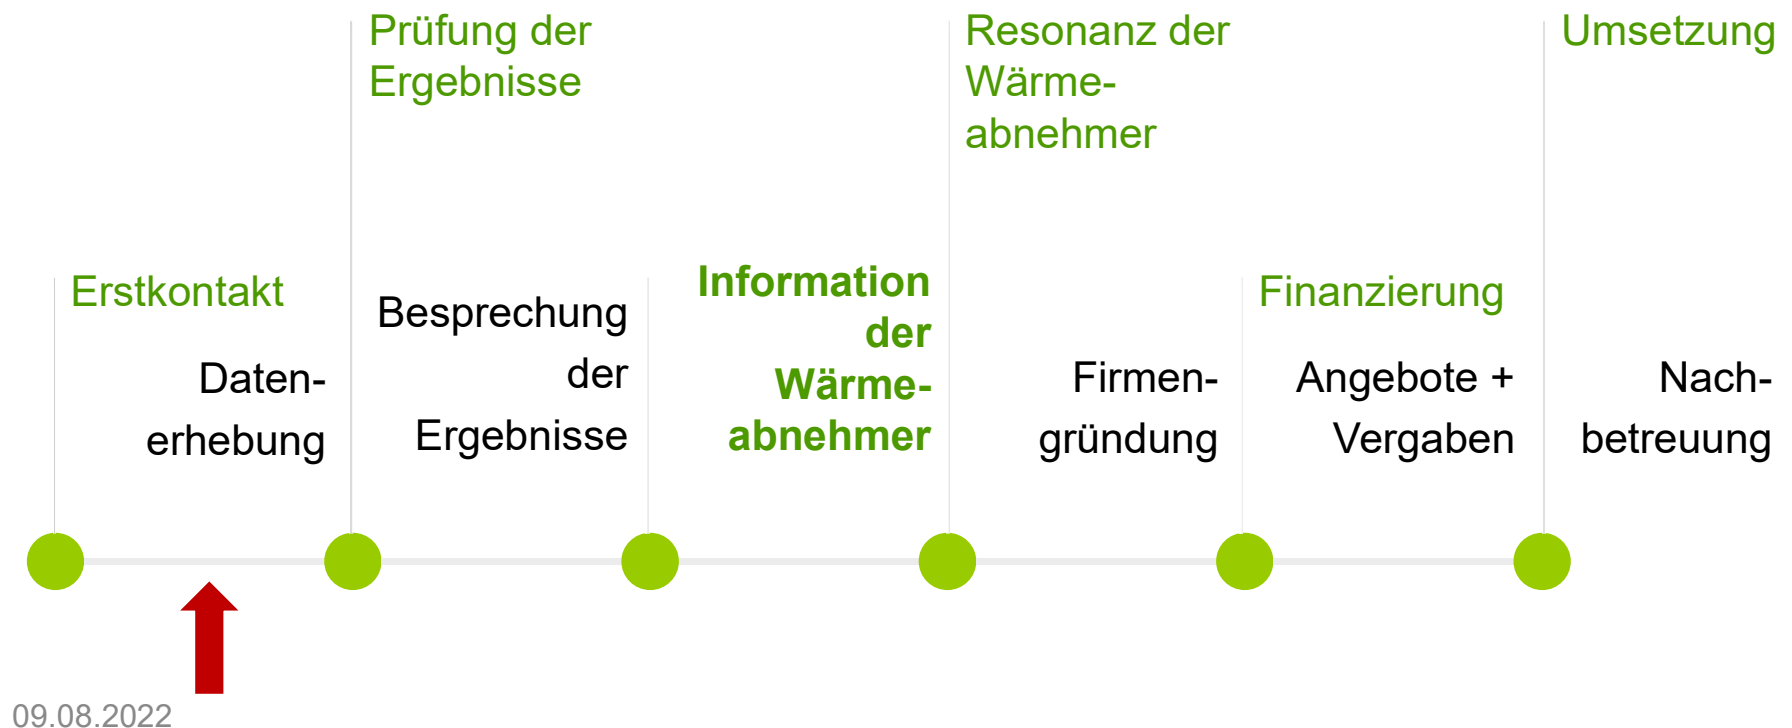 Prüfung der
Ergebnisse
Resonanz der
Wärme-
abnehmer
Umsetzung
Erstkontakt
Daten-
erhebung
Besprechung
der
Ergebnisse
Information
der
Wärme-
abnehmer
Firmen-
gründung
Finanzierung
Angebote +
Vergaben
Nach-
betreuung
09.08.2022